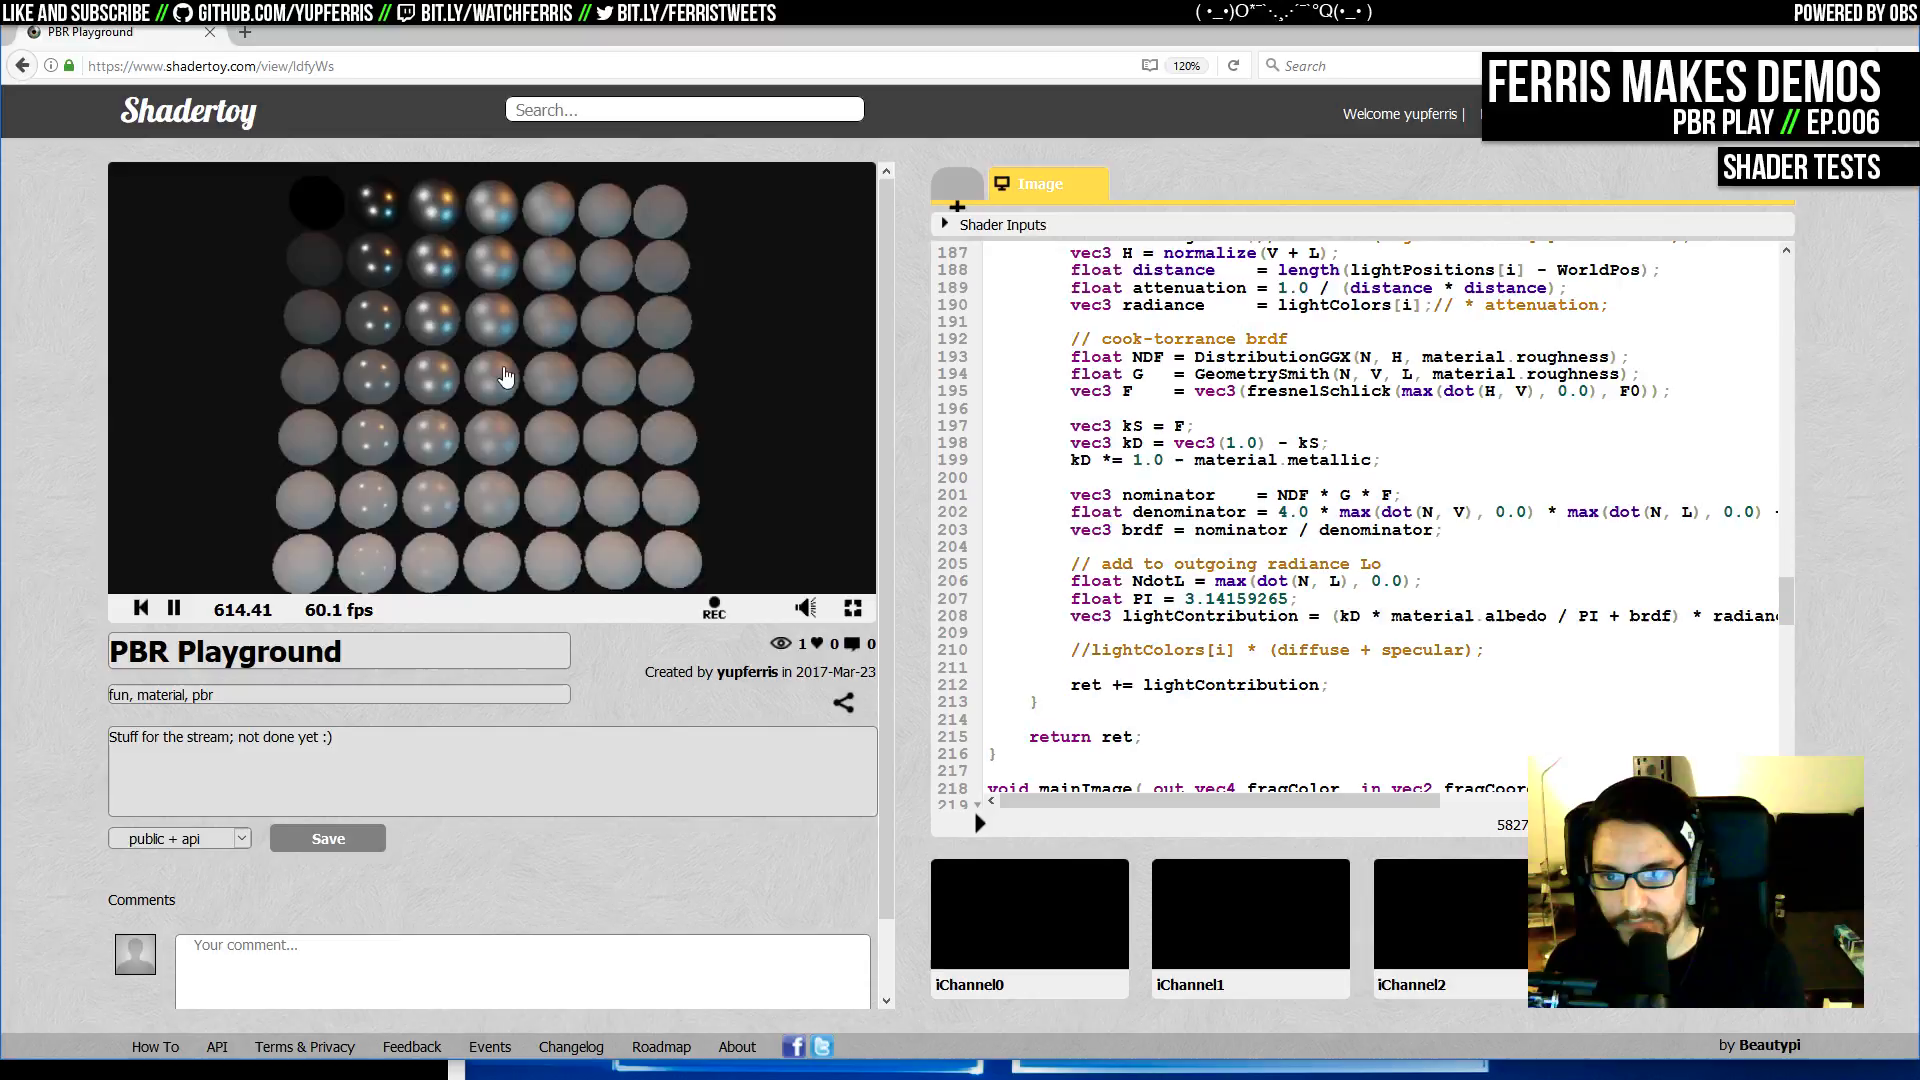 LIKE AND SUBSCRIBE // GITHUB.COM/YUPFERRIS // BIT.LY/WATCHFERRIS // BIT.LY/FERRISTWEETS
POWERED BY OBS
PBR Playground
https://www.shadertoy.com/view/ldfyWs
120%
Search
FERRIS MAKES DEMOS
PBR PLAY // EP.006
SHADER TESTS
Shadertoy
Search...
Welcome yupferris |
Image
Shader Inputs
187 vec3 H = normalize(V + L);
188 float distance    = length(lightPositions[i] - WorldPos);
189 float attenuation = 1.0 / (distance * distance);
190 vec3 radiance     = lightColors[i];// * attenuation;
191
192 // cook-torrance brdf
193 float NDF = DistributionGGX(N, H, material.roughness);
194 float G   = GeometrySmith(N, V, L, material.roughness);
195 vec3 F    = vec3(fresnelSchlick(max(dot(H, V), 0.0), F0));
196
197 vec3 kS = F;
198 vec3 kD = vec3(1.0) - kS;
199 kD *= 1.0 - material.metallic;
200
201 vec3 nominator    = NDF * G * F;
202 float denominator = 4.0 * max(dot(N, V), 0.0) * max(dot(N, L), 0.0)
203 vec3 brdf = nominator / denominator;
204
205 // add to outgoing radiance Lo
206 float NdotL = max(dot(N, L), 0.0);
207 float PI = 3.14159265;
208 vec3 lightContribution = (kD * material.albedo / PI + brdf) * radian
209
210 //lightColors[i] * (diffuse + specular);
211
212 ret += lightContribution;
213 }
214
215 return ret;
216 }
217
218 void mainImage( out vec4 fragColor, in vec2 fragCoor
219
5827
614.41
60.1 fps
REC
PBR Playground
1 0 0
Created by yupferris in 2017-Mar-23
fun, material, pbr
Stuff for the stream; not done yet :)
public + api
Save
Comments
Your comment...
iChannel0
iChannel1
iChannel2
How To
API
Terms & Privacy
Feedback
Events
Changelog
Roadmap
About
by Beautypi